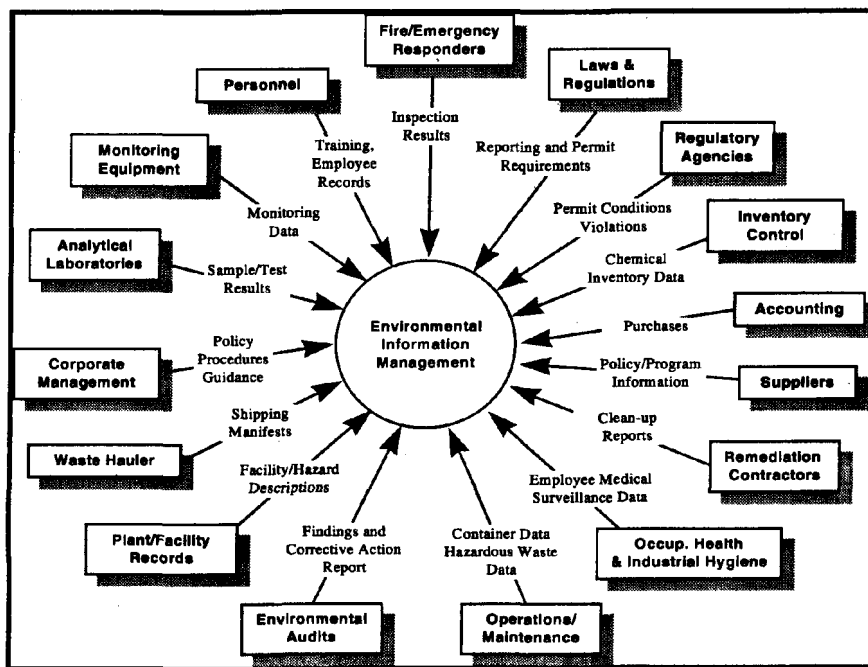 Fire/Emergency
Responders
Inspection
Results
Laws &
Regulations
Reporting and Permit
Requirements
Regulatory
Agencies
Permit Conditions
Violations
Inventory
Control
Chemical
Inventory Data
Accounting
Purchases
Suppliers
Policy/Program
Information
Remediation
Contractors
Clean-up
Reports
Occup. Health
& Industrial Hygiene
Employee Medical
Surveillance Data
Operations/
Maintenance
Container Data
Hazardous Waste
Data
Environmental
Audits
Findings and
Corrective Action
Report
Plant/Facility
Records
Facility/Hazard
Descriptions
Waste Hauler
Shipping
Manifests
Corporate
Management
Policy
Procedures
Guidance
Analytical
Laboratories
Sample/Test
Results
Monitoring
Equipment
Monitoring
Data
Personnel
Training,
Employee
Records
Environmental
Information
Management